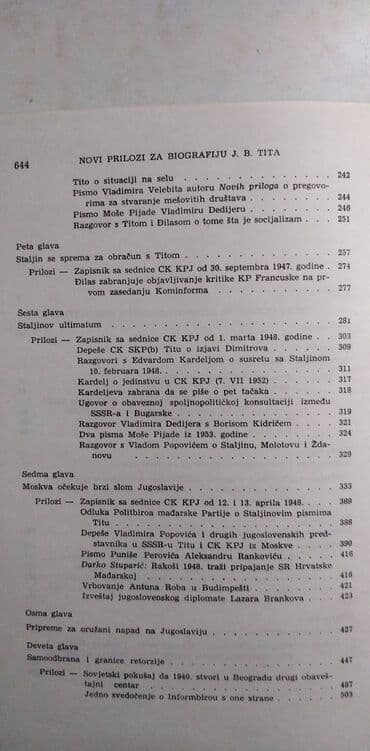 644 NOVI PRILOZI ZA BIOGRAFIJU J. B. TITA
Tito o situaciji na selu . . . . . . . . . . . . . . 242
Pismo Vladimira Velebita autoru Novih priloga o pregovo-
rima za stvaranje mešovitih društava . . . . . . . 244
Pismo Moše Pijade Vladimiru Dedijeru . . . . . . . 246
Razgovor s Titom i Đilasom o tome šta je socijalizam . . . 251
Peta glava
Staljin se sprema za obračun s Titom . . . . . . . . . . . 257
Prilozi — Zapisnik sa sednice CK KPJ od 30. septembra 1947. godine . 274
Đilas zabranjuje objavljivanje kritike KP Francuske na pr-
vom zasedanju Kominforma . . . . . . . . . . . 277
Šesta glava
Staljinov ultimatum . . . . . . . . . . . . . . . . . . 281
Prilozi — Zapisnik sa sednice CK KPJ od 1. marta 1948. godine . . 303
Depeše CK SKP(b) Titu o izjavi Dimitrova . . . . . . 309
Razgovori s Edvardom Kardeljom o susretu sa Staljinom
10. februara 1948. . . . . . . . . . . . . . . . . 311
Kardelj o jedinstvu u CK KPJ (7. VII 1952) . . . . . . 317
Kardeljeva zabrana da se piše o pet tačaka . . . . . . 318
Ugovor o obaveznoj spoljnopolitičkoj konsultaciji između
SSSR-a i Bugarske . . . . . . . . . . . . . . . 319
Razgovor Vladimira Dedijera s Borisom Kidričem . . . . 321
Dva pisma Moše Pijade iz 1953. godine . . . . . . . . 324
Razgovor s Vladom Popovičem o Staljinu, Molotovu i Žda-
novu . . . . . . . . . . . . . . . . . 329
Sedma glava
Moskva očekuje brzi slom Jugoslavije . . . . . . . . . . . 333
Prilozi — Zapisnik sa sednice CK KPJ od 12. i 13. aprila 1948. . . . 369
Odluka Politbiroa mađarske Partije o Staljinovim pismima
Titu . . . . . . . . . . . . . . . . . . . . . 388
Depeše Vladimira Popovića i drugih jugoslovenskih pred-
stavnika u SSSR-u Titu i CK KPJ iz Moskve . . . . 390
Pismo Puniše Perovića Aleksandru Rankoviću . . . . . 416
Darko Stuparić: Rakoši 1948. traži pripajanje SR Hrvatske
Mađarskoj . . . . . . . . . . . . . . . . . . 418
Vrbovanje Antuna Roba u Budimpešti . . . . . . . . 421
Izveštaj jugoslovenskog diplomate Lazara Brankova . . . 423
Osma glava
Pripreme za oružani napad na Jugoslaviju . . . . . . . . . . 427
Deveta glava
Samoodbrana i granice retorzije . . . . . . . . . . . . . 447
Prilozi — Sovjetski pokušaj da 1946. stvori u Beogradu drugi obaveš-
tajni centar . . . . . . . . . . . . . . . . . 487
Jedno svedočenje o Informbirou s one strane . . . . . 503